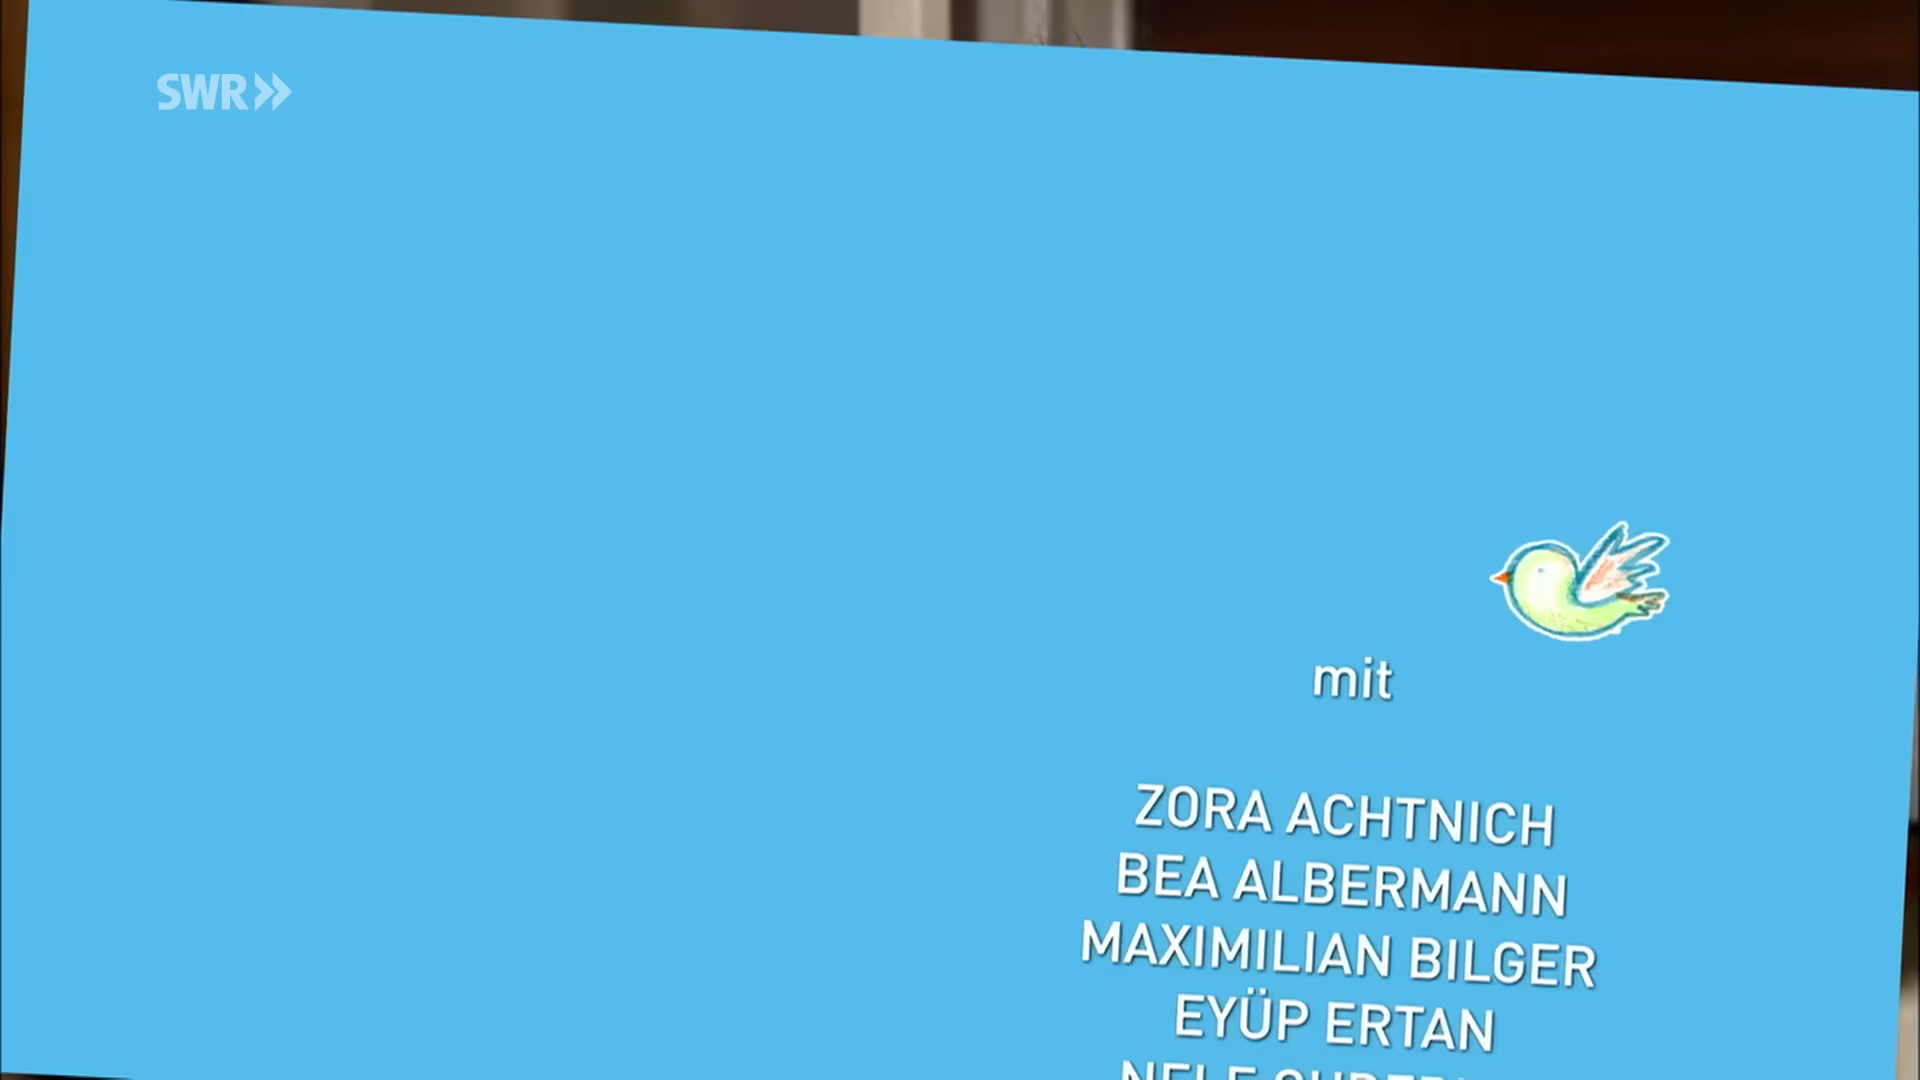 SWR
mit
ZORA ACHTNICH
BEA ALBERMANN
MAXIMILIAN BILGER
EYÜP ERTAN